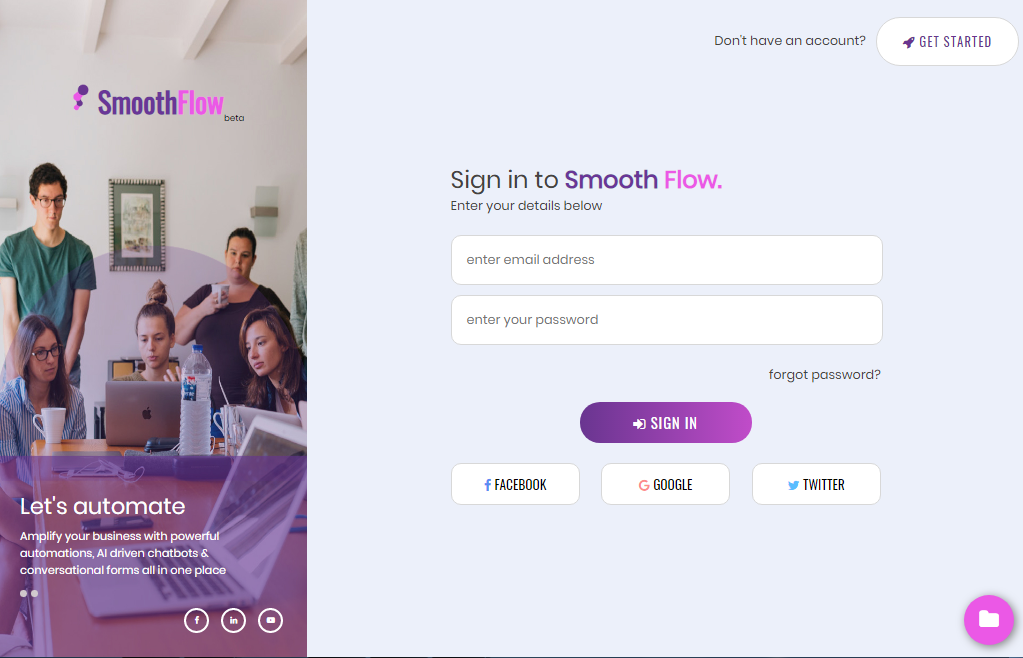 SmoothFlow
beta
Let's automate
Amplify your business with powerful
automations, AI driven chatbots &
conversational forms all in one place
Don't have an account?
GET STARTED
Sign in to Smooth Flow.
Enter your details below
enter email address
enter your password
forgot password?
SIGN IN
FACEBOOK
GOOGLE
TWITTER